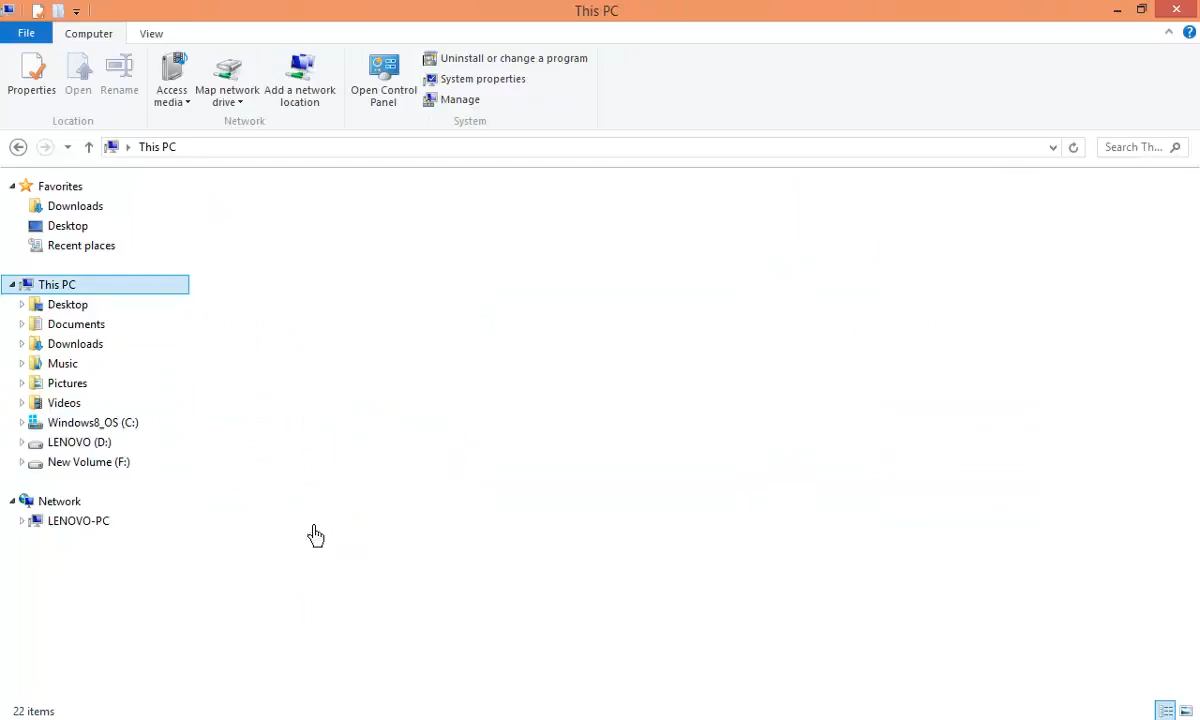 This PC
File
Computer
View
Properties
Open
Rename
Access media
Map network drive
Add a network location
Open Control Panel
Uninstall or change a program
System properties
Manage
Location
Network
System
This PC
Search Th...
Favorites
Downloads
Desktop
Recent places
This PC
Desktop
Documents
Downloads
Music
Pictures
Videos
Windows8_OS (C:)
LENOVO (D:)
New Volume (F:)
Network
LENOVO-PC
22 items